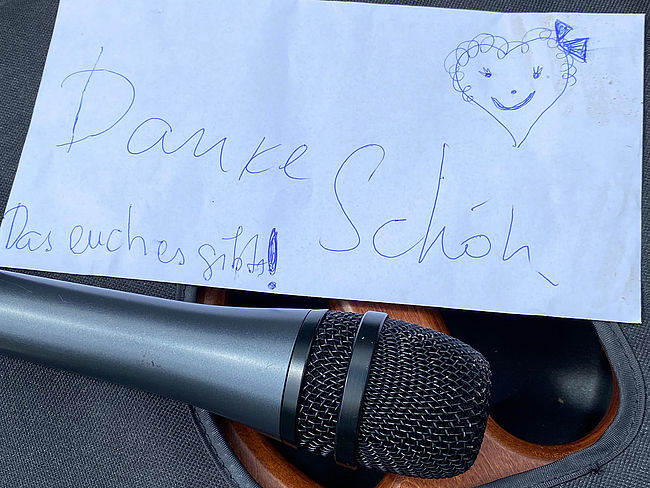 Danke
Schön
Das euch es gibt!